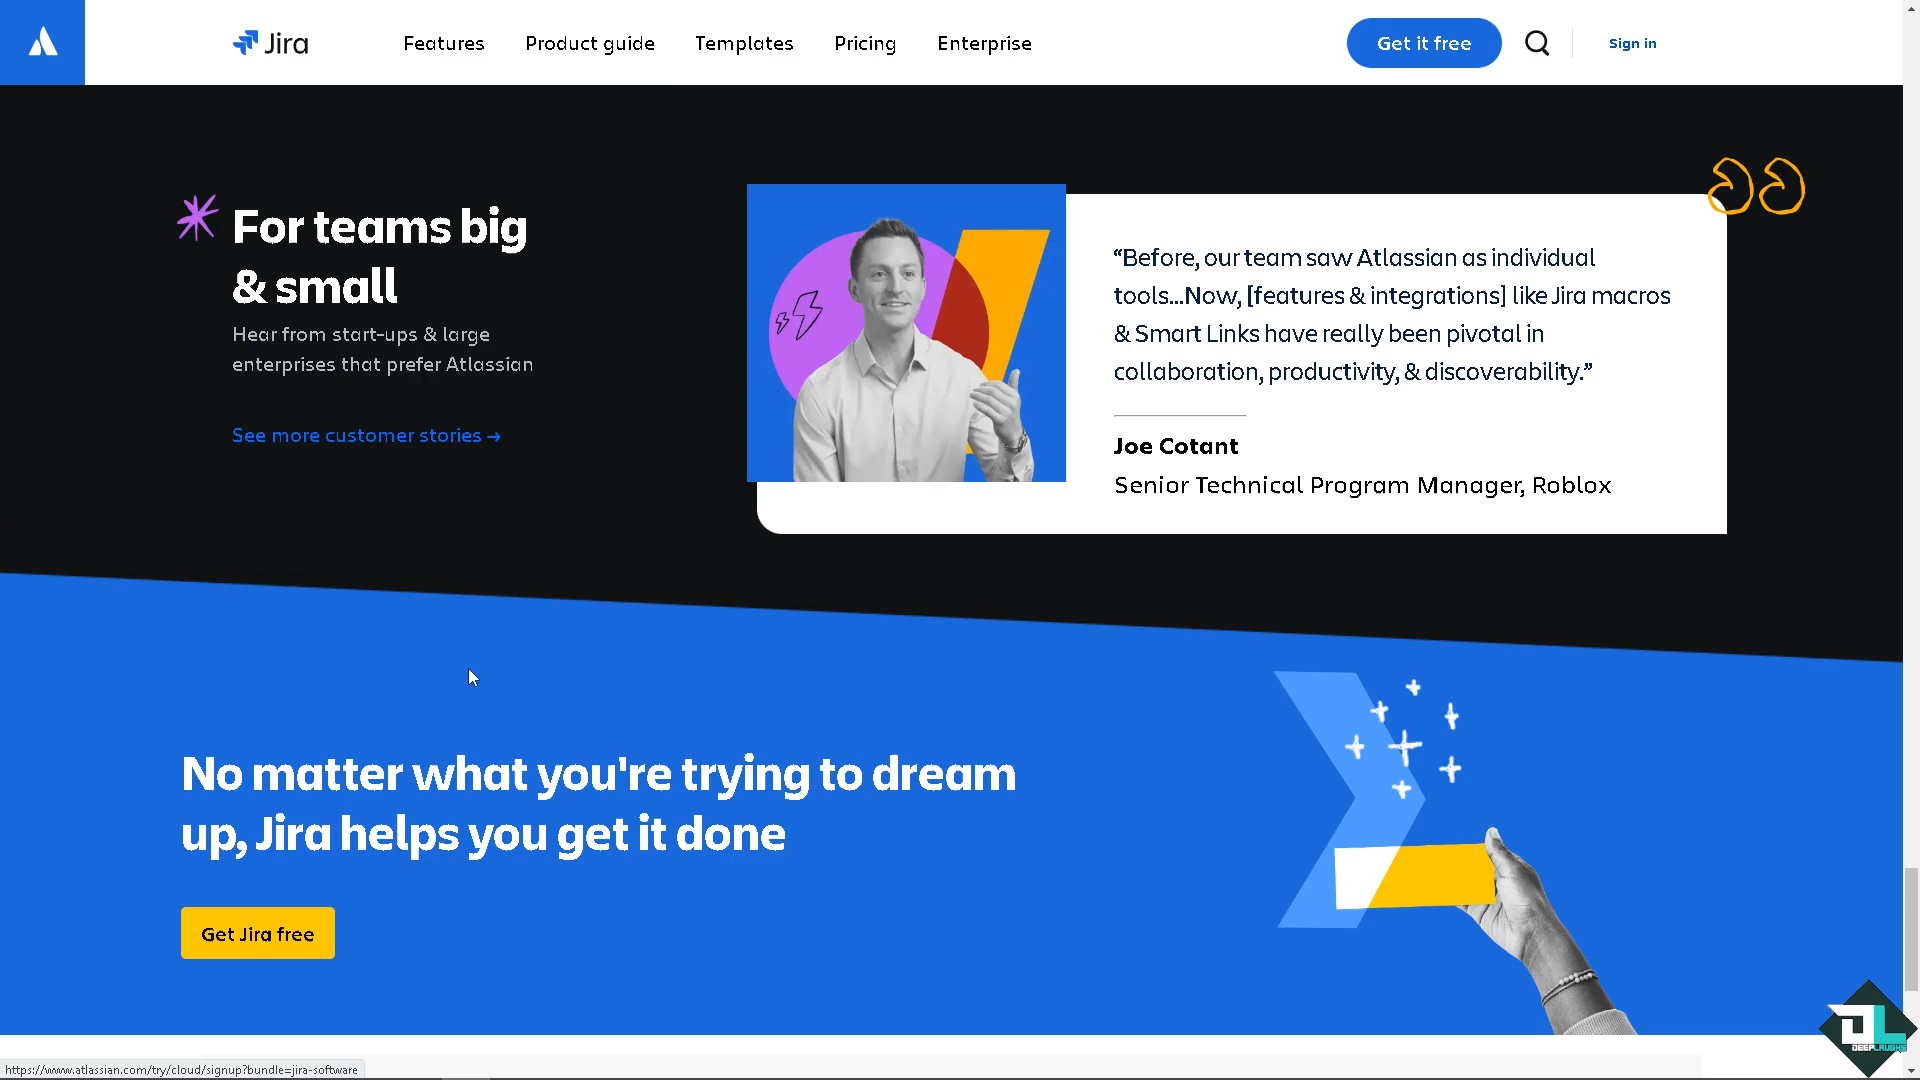 Jira
Features
Product guide
Templates
Pricing
Enterprise
Get it free
Sign in
For teams big
& small
Hear from start-ups & large
enterprises that prefer Atlassian
See more customer stories →
“Before, our team saw Atlassian as individual
tools...Now, [features & integrations] like Jira macros
& Smart Links have really been pivotal in
collaboration, productivity, & discoverability.”
Joe Cotant
Senior Technical Program Manager, Roblox
No matter what you're trying to dream
up, Jira helps you get it done
Get Jira free
https://www.atlassian.com/try/cloud/signup?bundle=jira-software
DL
DEEPLAUGHS